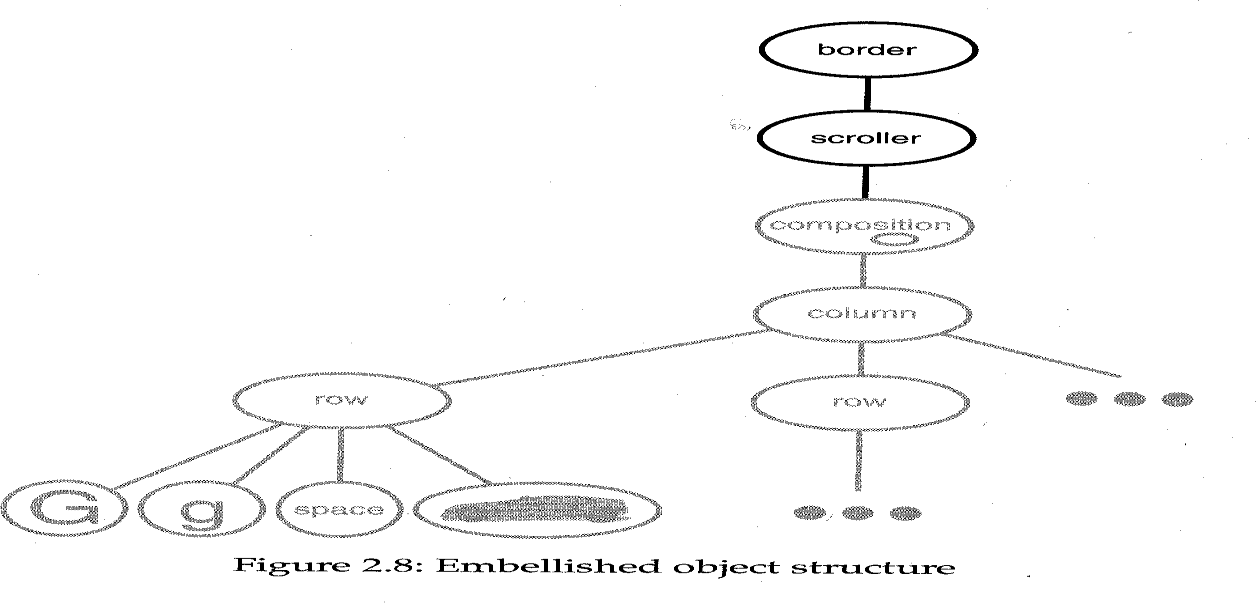 border
scroller
composition
column
row
row
G
g
space
Figure 2.8: Embellished object structure